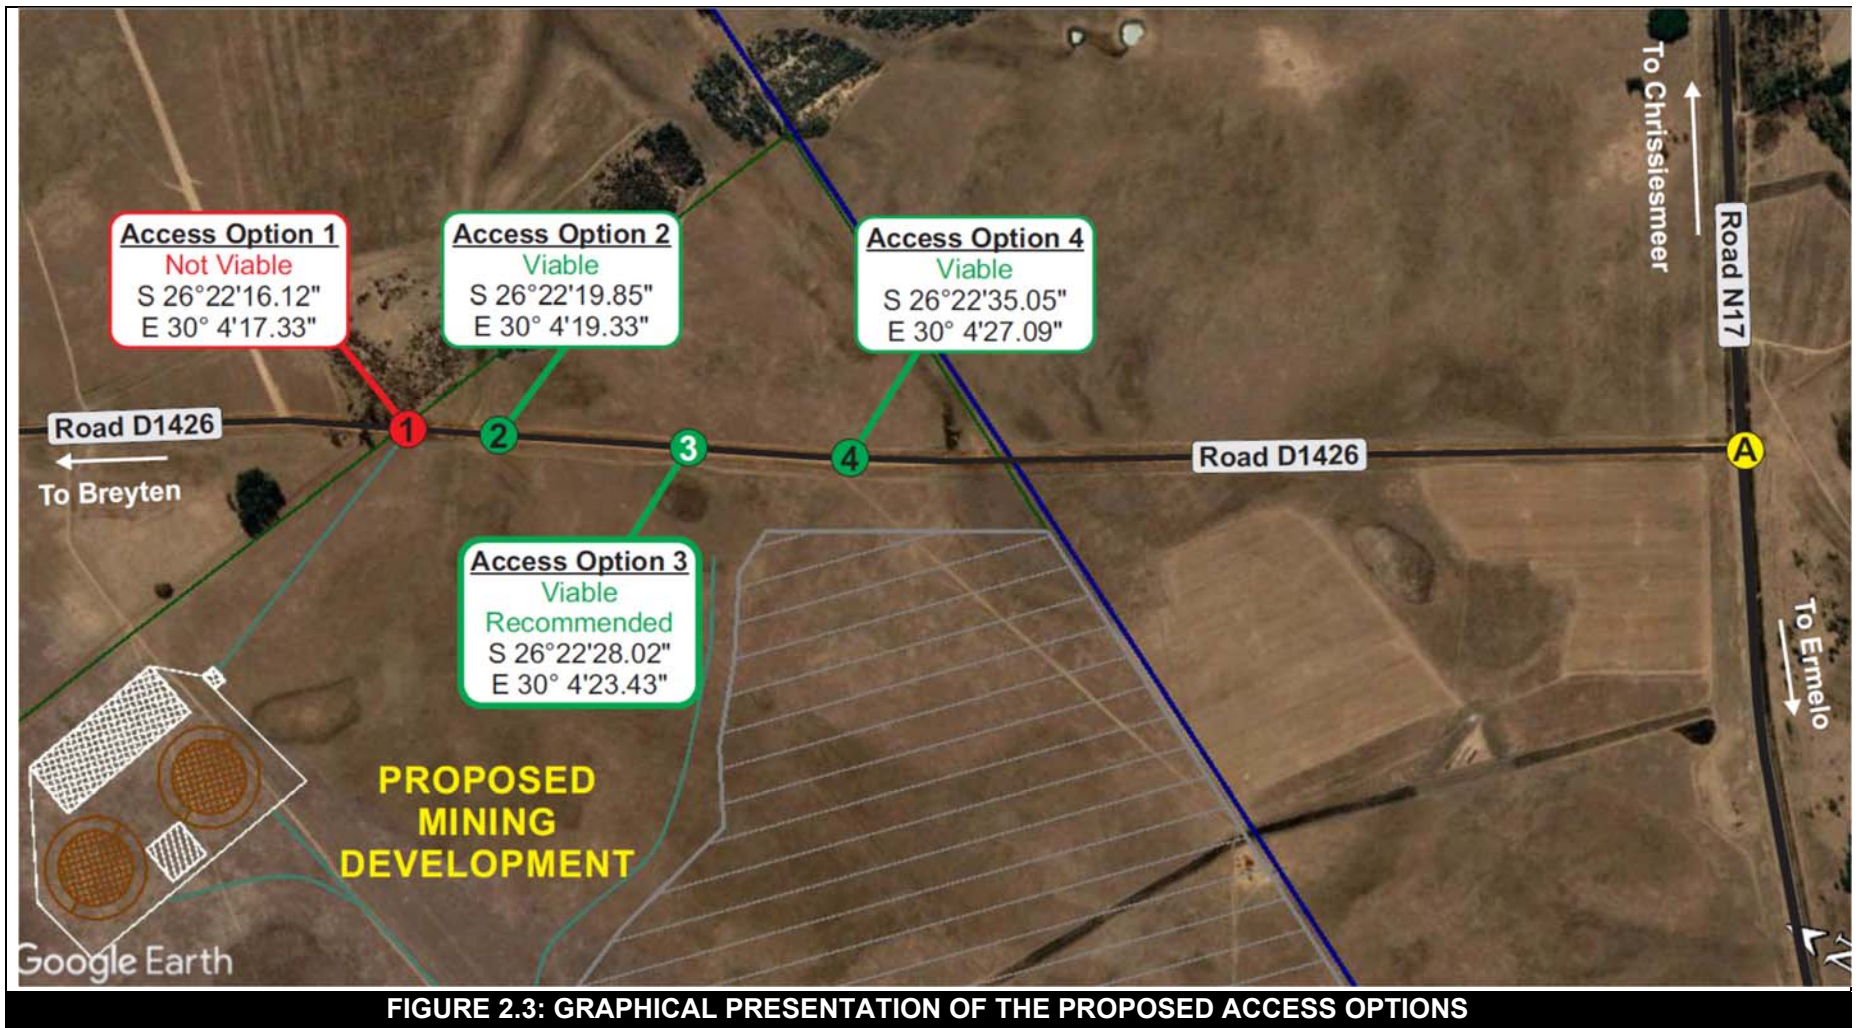 To Chrissiesmeer
Road N17
Access Option 1
Not Viable
S 26°22'16.12"
E 30° 4'17.33"
Access Option 2
Viable
S 26°22'19.85"
E 30° 4'19.33"
Access Option 4
Viable
S 26°22'35.05"
E 30° 4'27.09"
Road D1426
1
2
3
4
Road D1426
A
To Breyten
Access Option 3
Viable
Recommended
S 26°22'28.02"
E 30° 4'23.43"
To Ermelo
PROPOSED
MINING
DEVELOPMENT
Google Earth
N
FIGURE 2.3: GRAPHICAL PRESENTATION OF THE PROPOSED ACCESS OPTIONS